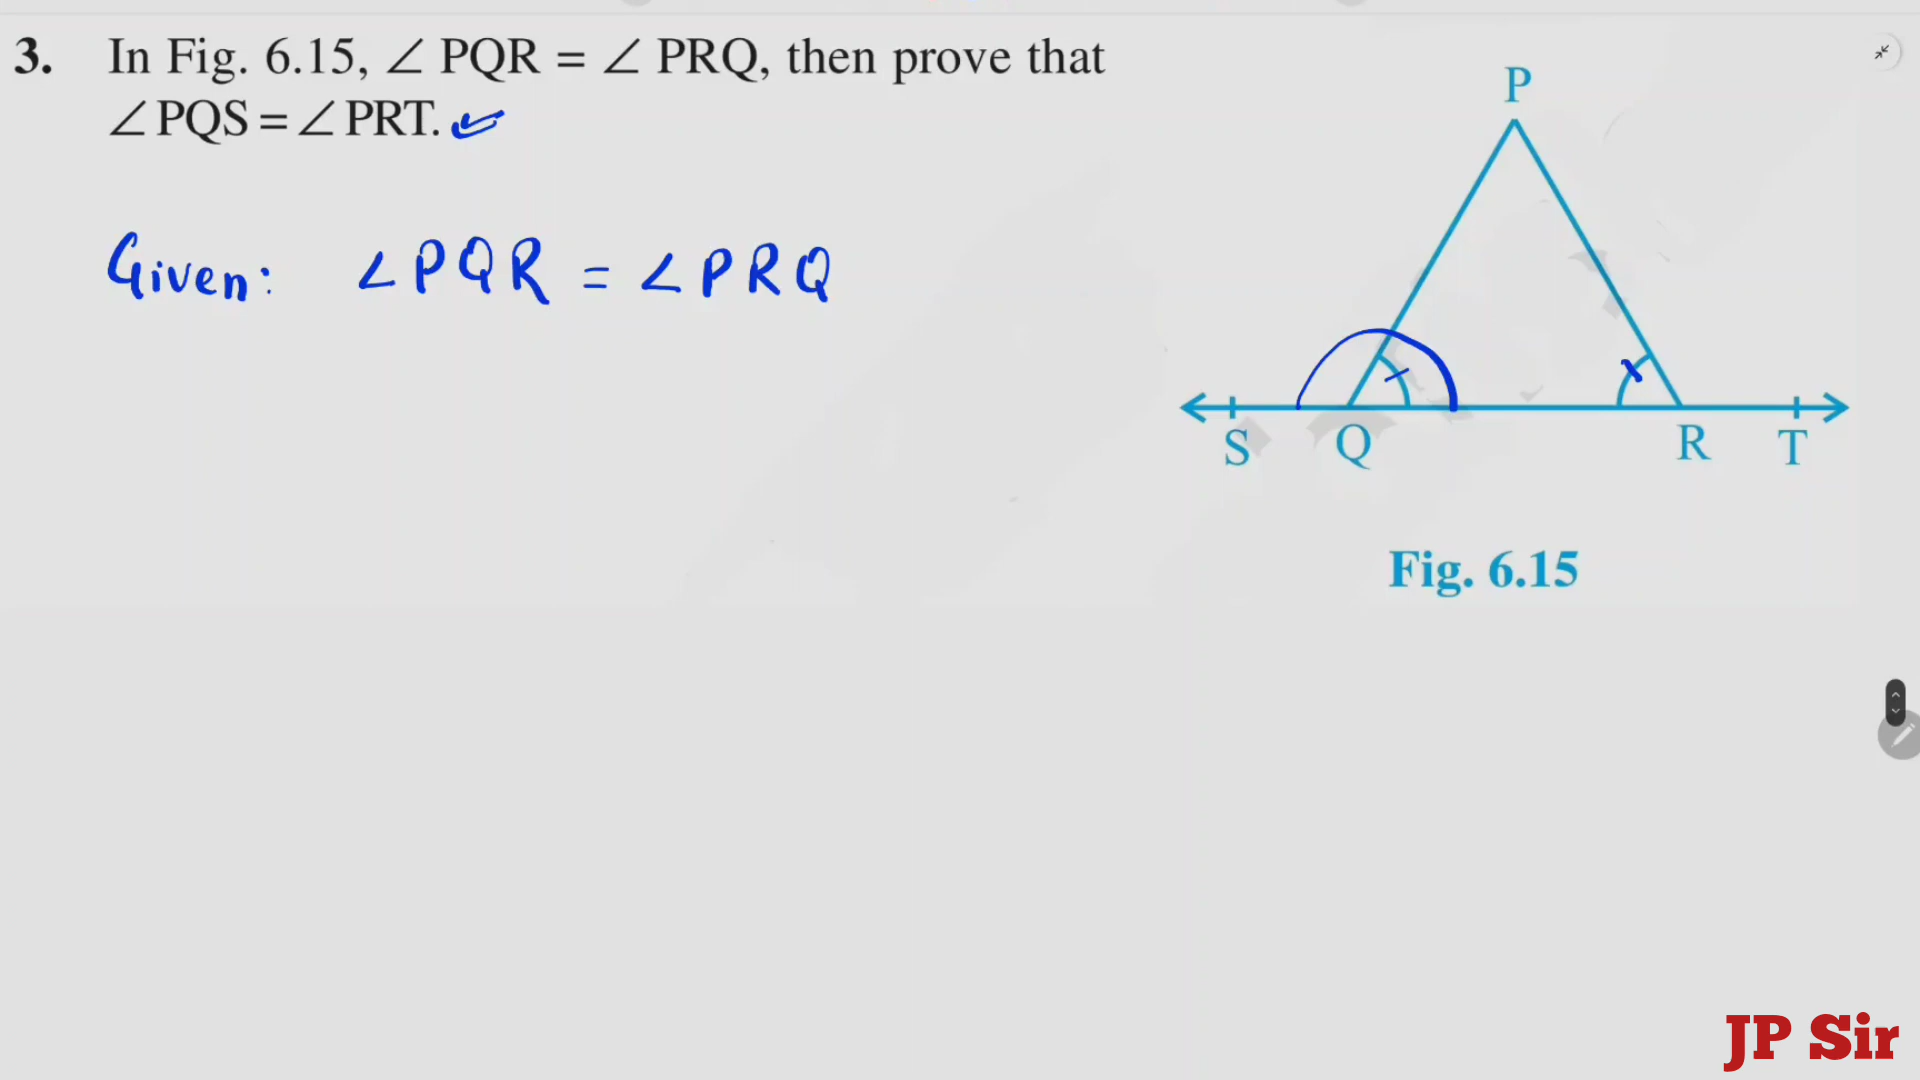 3. In Fig. 6.15, ∠ PQR = ∠ PRQ, then prove that
∠PQS = ∠PRT.
Given: ∠PQR = ∠PRQ
P
S Q R T
Fig. 6.15
JP Sir